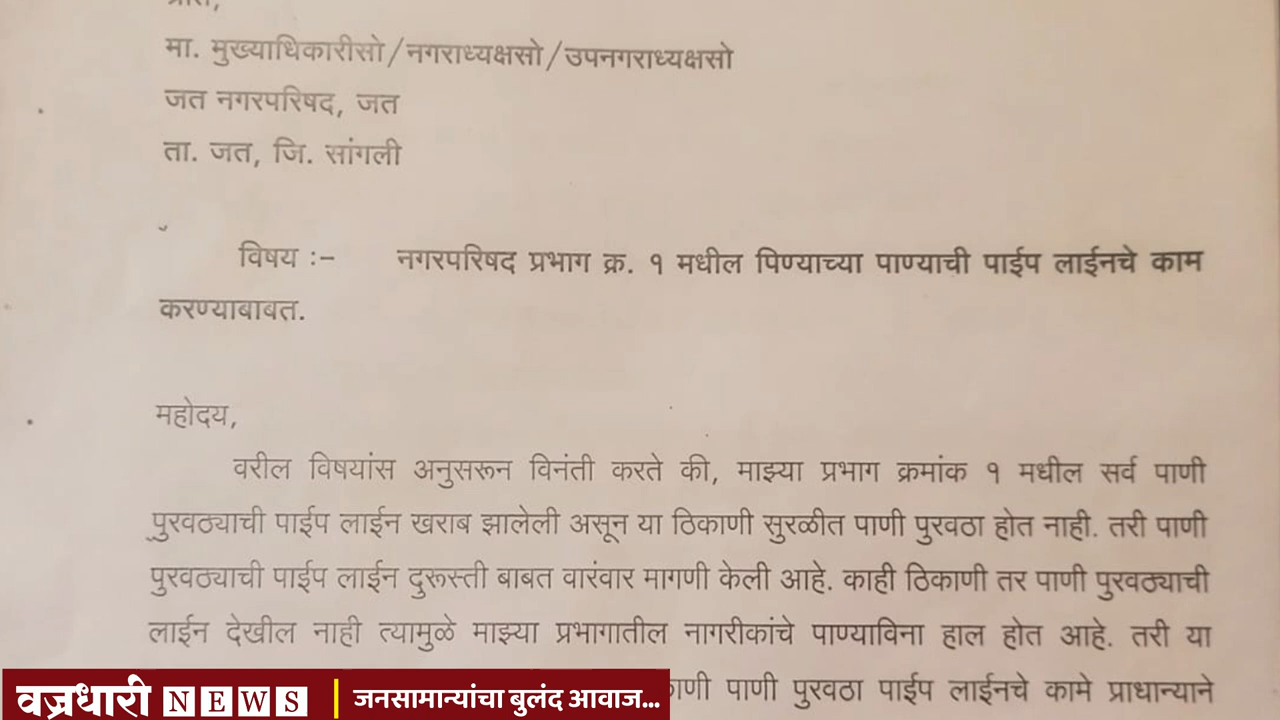 मा. मुख्याधिकारीसो/नगराध्यक्षसो/उपनगराध्यक्षसो
जत नगरपरिषद, जत
ता. जत, जि. सांगली
विषय :- नगरपरिषद प्रभाग क्र. १ मधील पिण्याच्या पाण्याची पाईप लाईनचे काम
करण्याबाबत.
महोदय,
वरील विषयांस अनुसरून विनंती करते की, माझ्या प्रभाग क्रमांक १ मधील सर्व पाणी
पुरवठ्याची पाईप लाईन खराब झालेली असून या ठिकाणी सुरळीत पाणी पुरवठा होत नाही. तरी पाणी
पुरवठ्याची पाईप लाईन दुरूस्ती बाबत वारंवार मागणी केली आहे. काही ठिकाणी तर पाणी पुरवठ्याची
लाईन देखील नाही त्यामुळे माझ्या प्रभागातील नागरीकांचे पाण्याविना हाल होत आहे. तरी या
पाणी पुरवठा पाईप लाईनचे कामे प्राधान्याने
वज्रधारी NEWS जनसामान्यांचा बुलंद आवाज...